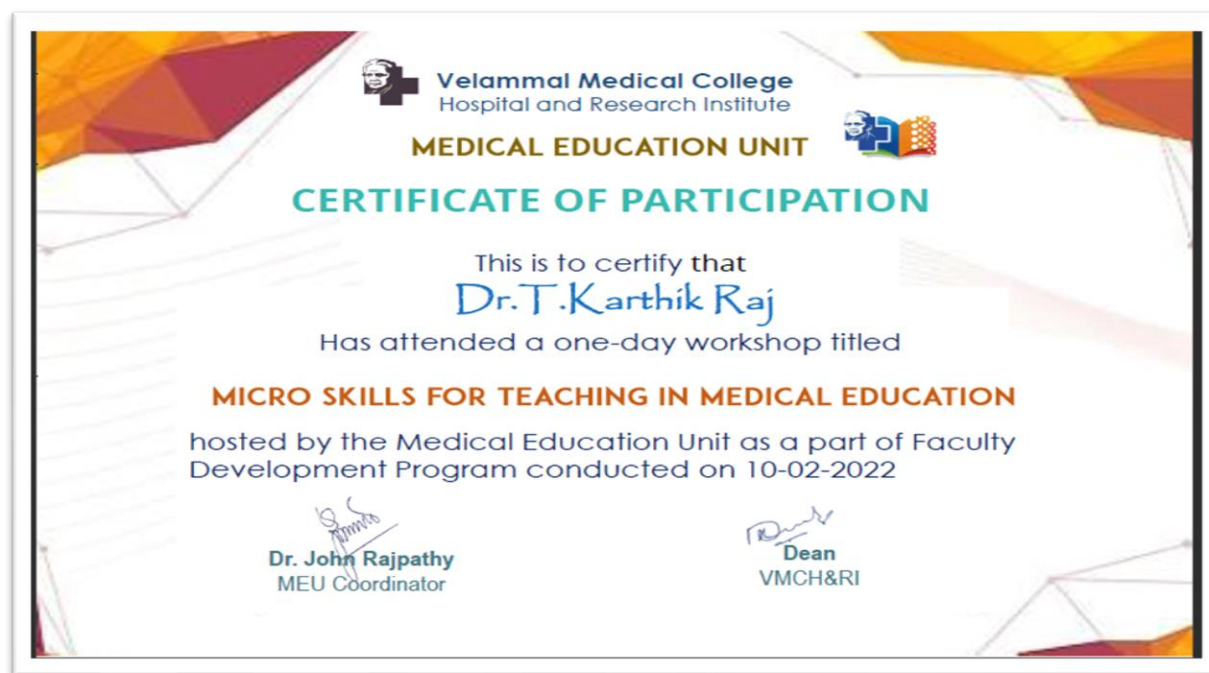 Velammal Medical College
Hospital and Research Institute
MEDICAL EDUCATION UNIT
CERTIFICATE OF PARTICIPATION
This is to certify that
Dr.T.Karthik Raj
Has attended a one-day workshop titled
MICRO SKILLS FOR TEACHING IN MEDICAL EDUCATION
hosted by the Medical Education Unit as a part of Faculty
Development Program conducted on 10-02-2022
Dr. John Rajpathy
MEU Coordinator
Dean
VMCH&RI